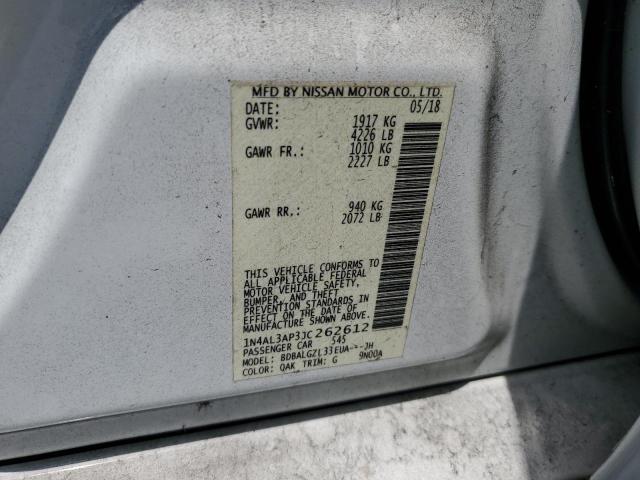 MFD BY NISSAN MOTOR CO., LTD.
DATE: 05/18
GVWR: 1917 KG
4226 LB
GAWR FR.: 1010 KG
2227 LB
GAWR RR.: 940 KG
2072 LB
THIS VEHICLE CONFORMS TO
ALL APPLICABLE FEDERAL
MOTOR VEHICLE SAFETY,
BUMPER, AND THEFT
PREVENTION STANDARDS IN
EFFECT ON THE DATE OF
MANUFACTURE SHOWN ABOVE.
1N4AL3AP3JC262612
PASSENGER CAR 545
MODEL: BDBALGZL33EUA---JH
COLOR: QAK TRIM: G 9N00A